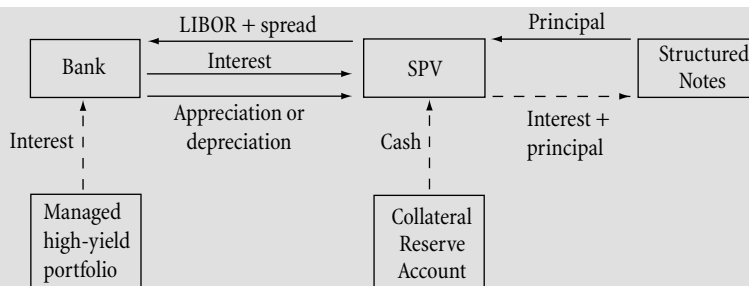 LIBOR + spread
Principal
Bank
Interest
SPV
Structured
Notes
Appreciation or
depreciation
Interest +
principal
Interest
Cash
Managed
high-yield
portfolio
Collateral
Reserve
Account